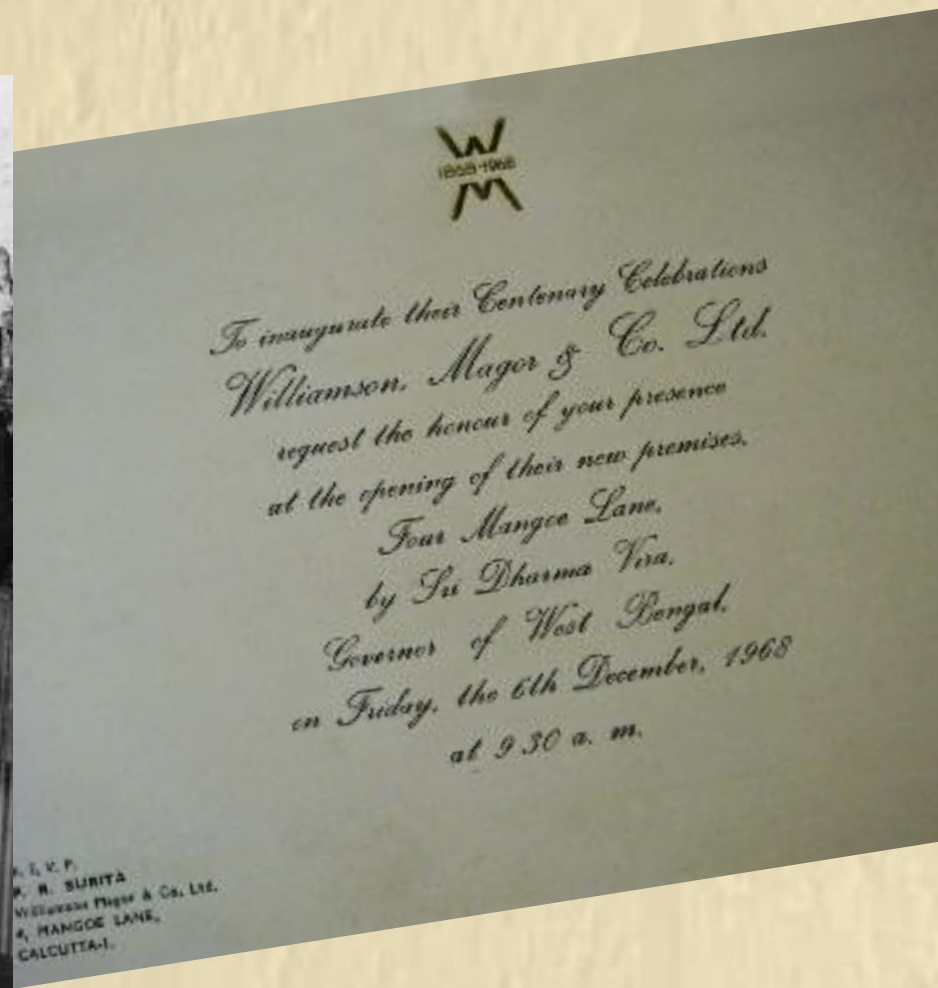 W
1868-1968
M
To inaugurate their Centenary Celebrations
Williamson, Magor & Co. Ltd.
request the honour of your presence
at the opening of their new premises,
Four Mangoe Lane,
by Sri Dharma Vira,
Governor of West Bengal,
on Friday, the 6th December, 1968
at 9 30 a. m.
V. P.
R. SURITA
Williamson Magor & Co. Ltd.
4, MANGOE LANE,
CALCUTTA-1.